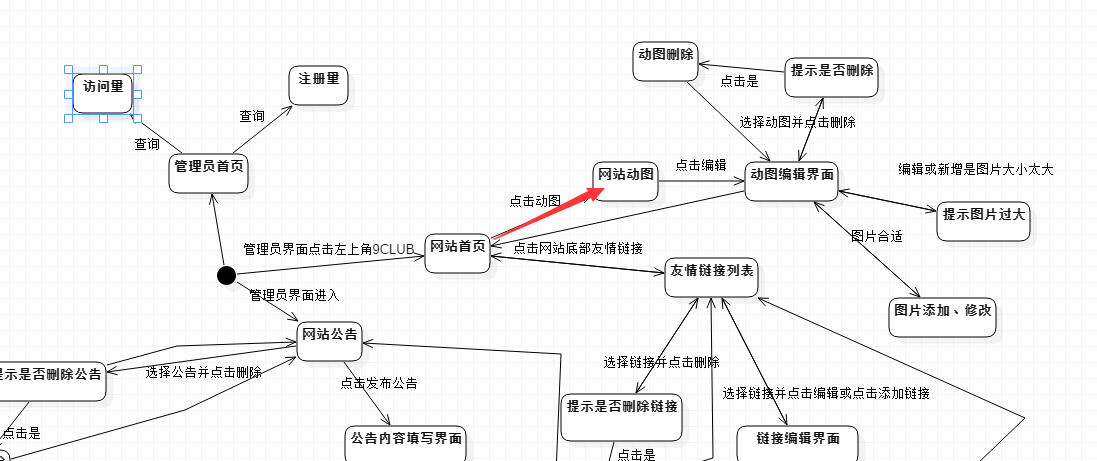 动图删除
提示是否删除
点击是
访问量
注册量
查询
选择动图并点击删除
查询
管理员首页
网站动图
点击编辑
动图编辑界面
编辑或新增是图片大小太大
点击动图
提示图片过大
管理员界面点击左上角9CLUB
网站首页
点击网站底部友情链接
图片合适
友情链接列表
管理员界面进入
图片添加、修改
网站公告
示是否删除公告
选择公告并点击删除
选择链接并点击删除
点击发布公告
选择链接并点击编辑或点击添加链接
提示是否删除链接
点击是
公告内容填写界面
链接编辑界面
点击是